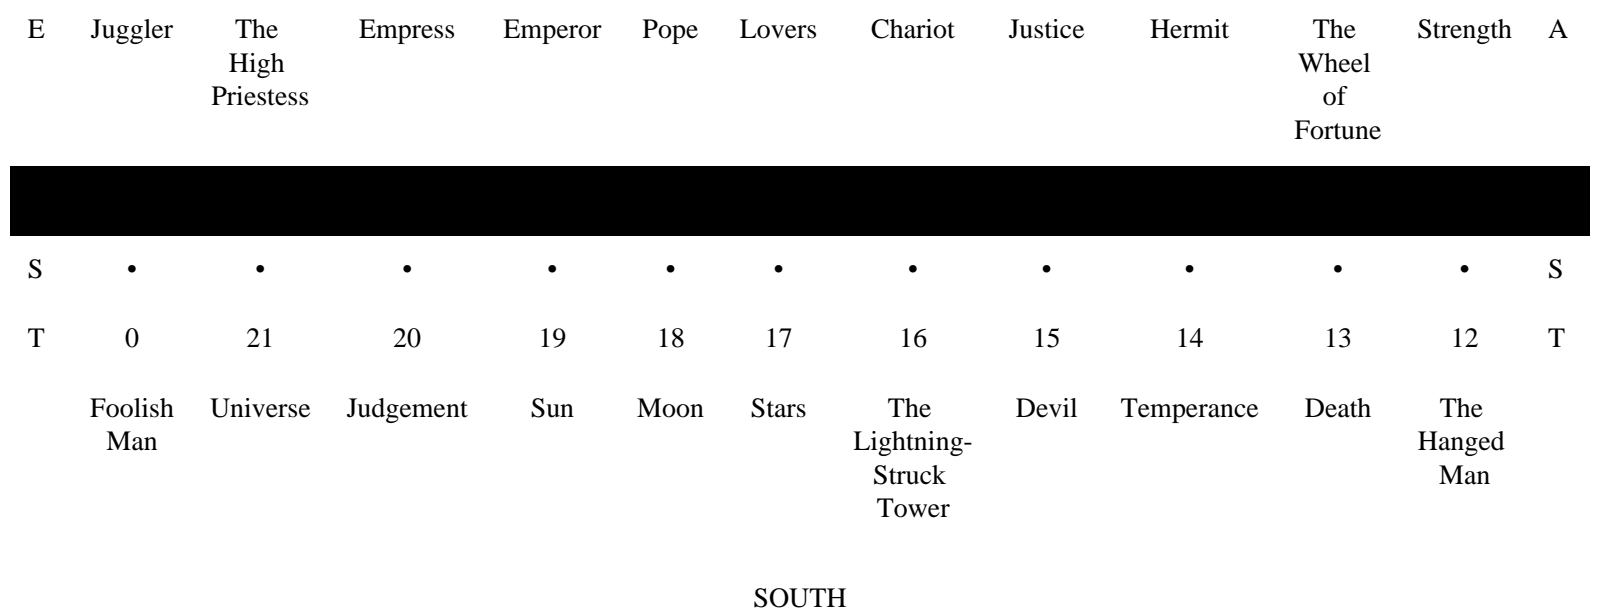 E Juggler The Empress Emperor Pope Lovers Chariot Justice Hermit The Strength A
High Wheel
Priestess of
Fortune
S • • • • • • • • • • • S
T 0 21 20 19 18 17 16 15 14 13 12 T
Foolish Universe Judgement Sun Moon Stars The Devil Temperance Death The
Man Lightning- Hanged
Struck Man
Tower
SOUTH